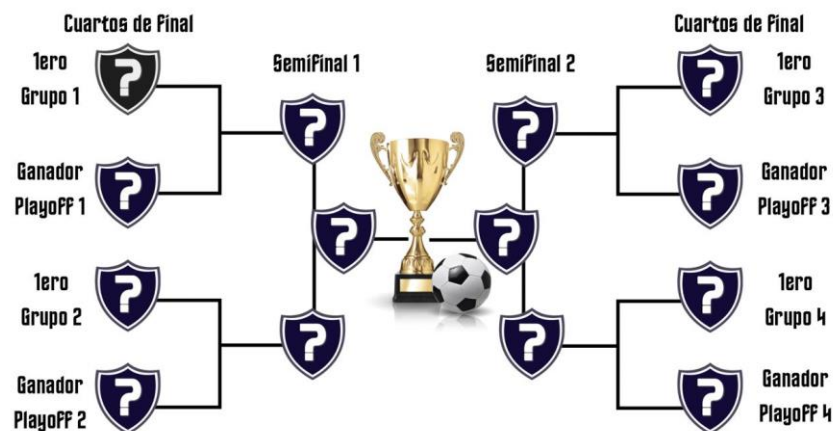 Cuartos de Final
1ero
Grupo 1
Ganador
Playoff 1
1ero
Grupo 2
Ganador
Playoff 2
Semifinal 1
?
?
?
?
?
?
?
Semifinal 2
?
?
?
Cuartos de Final
1ero
Grupo 3
Ganador
Playoff 3
1ero
Grupo 4
Ganador
Playoff 4
?
?
?
?